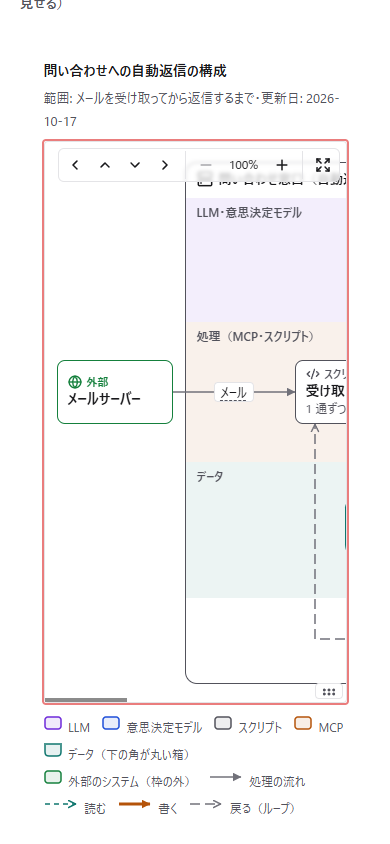 見せる）
問い合わせへの自動返信の構成
範囲: メールを受け取ってから返信するまで・更新日: 2026-
10-17
100%
LLM・意思決定モデル
処理（MCP・スクリプト）
外部
メールサーバー
メール
スクリ
受け取
1 通ずつ
データ
LLM
意思決定モデル
スクリプト
MCP
データ（下の角が丸い箱）
外部のシステム（枠の外）
処理の流れ
読む
書く
戻る（ループ）